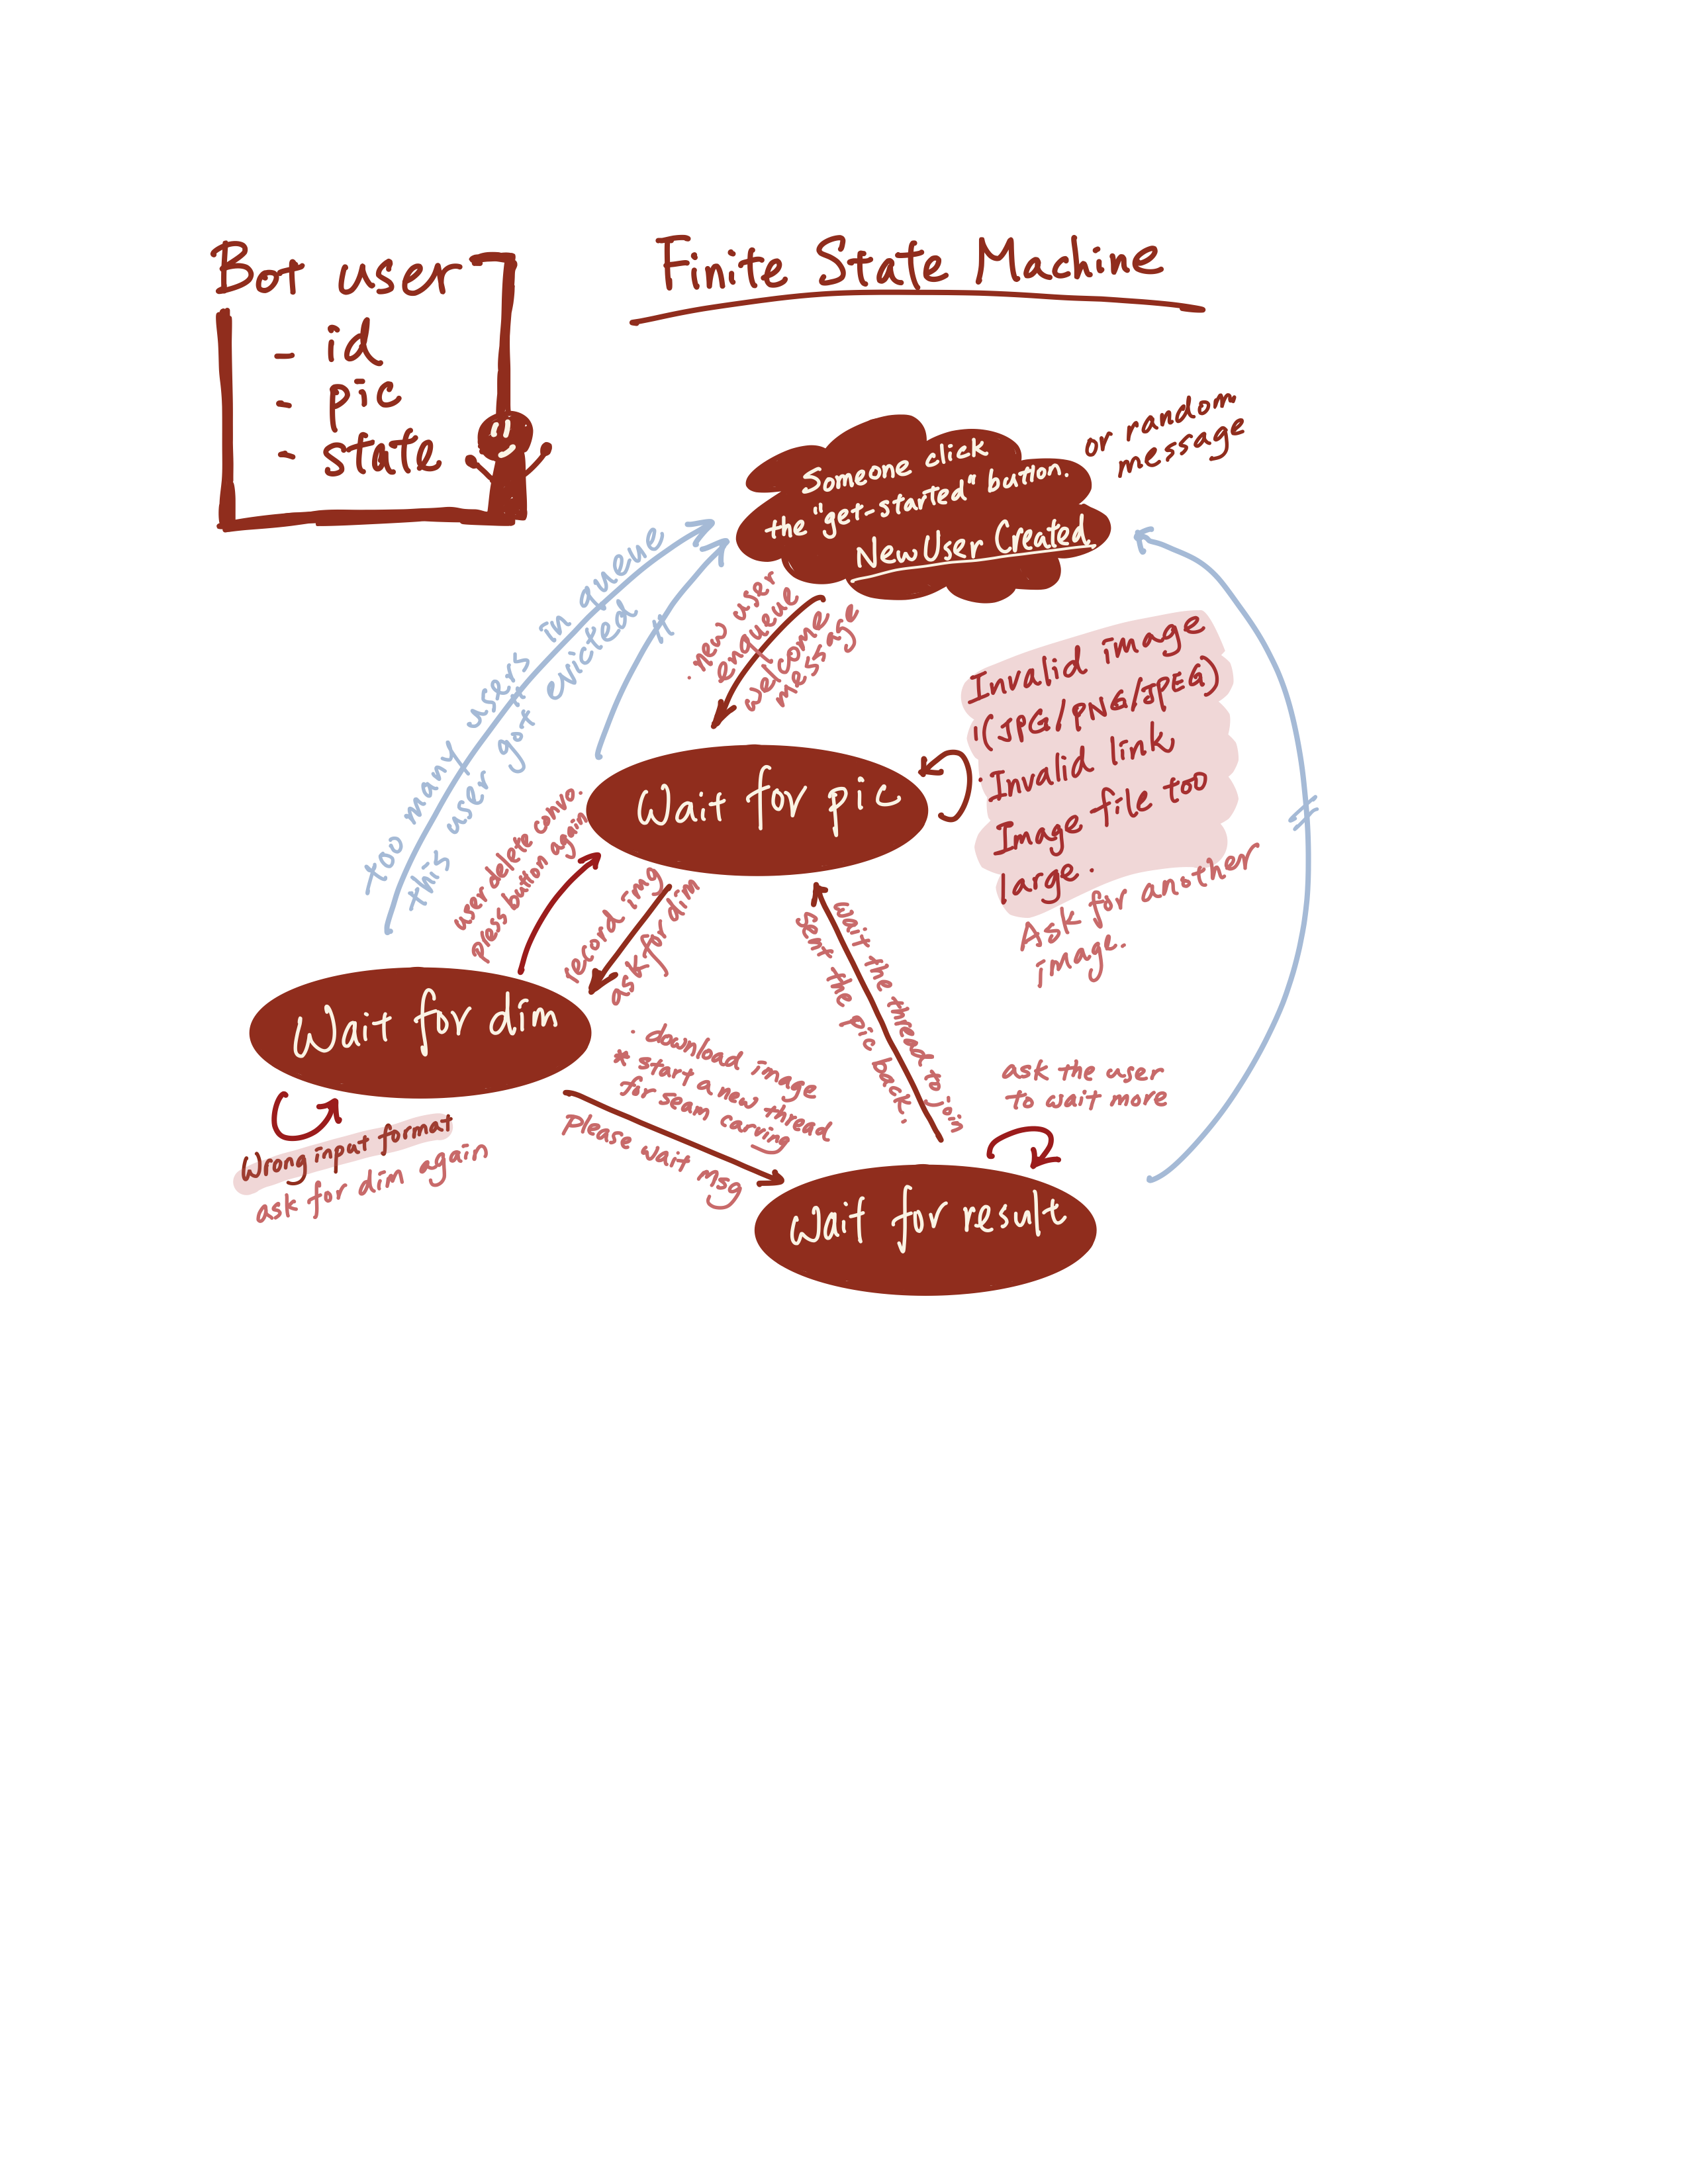 Bot user
- id
- pic
- state
Finite State Machine
Someone click
the "get-started" button.
New User Created
or random
message
too many users in queue
this user got evicted
· new user
enqueue
welcome
message
Wait for pic
Invalid image
·(JPG/PNG/JPEG)
· Invalid link
Image file too
large.
Ask for another
image.
user delete convo.
press button again
record img
ask for dim
wait the thread to join
sent the pic back.
Wait for dim
Wrong input format
ask for dim again
· download image
* start a new thread
for seam carving
Please wait msg
ask the user
to wait more
Wait for result